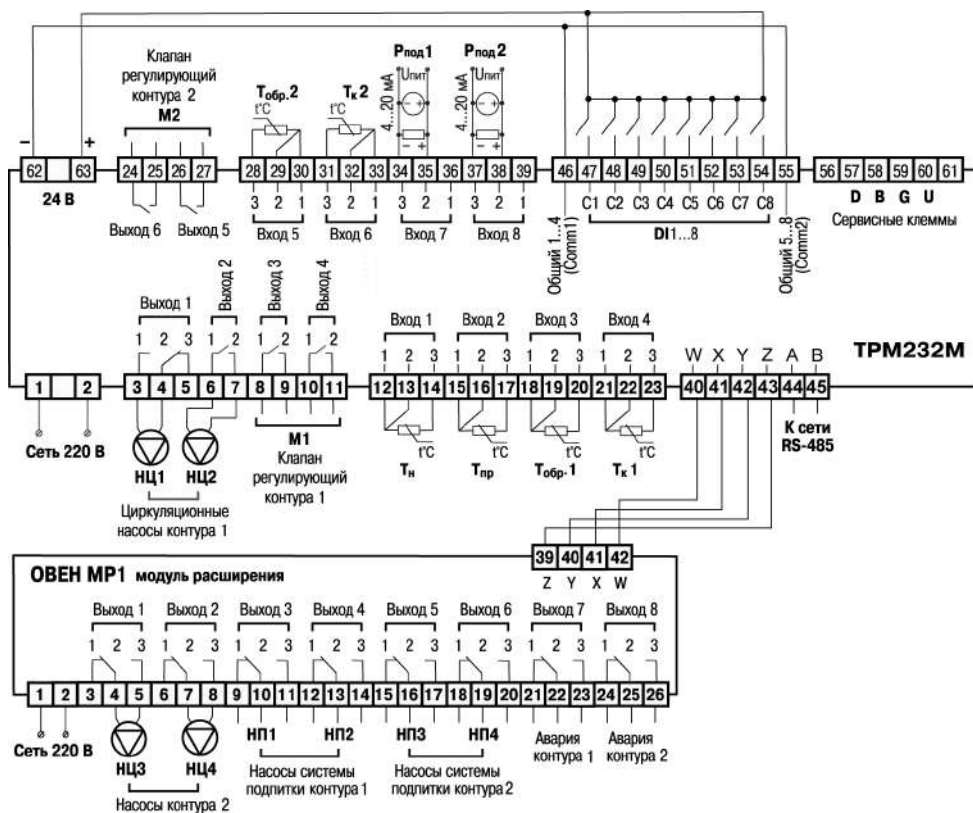 Клапан
регулирующий
контура 2
М2
Tобр.2
t°C
Tк 2
t°C
Pпод1
Uпит
4...20 мА
− +
− +
Pпод2
Uпит
4...20 мА
− +
− +
− +
62 63 24 25 26 27 28 29 30 31 32 33 34 35 36 37 38 39 46 47 48 49 50 51 52 53 54 55 56 57 58 59 60 61
24 В
Выход 6 Выход 5
3 2 1 3 2 1 3 2 1 3 2 1
Вход 5 Вход 6 Вход 7 Вход 8
Общий 1...4
(Comm1)
C1 C2 C3 C4 C5 C6 C7 C8
DI1...8
Общий 5...8
(Comm2)
D B G U
Сервисные клеммы
Выход 1 Выход 2 Выход 3 Выход 4
1 2 3 1 2 1 2 1 2
Вход 1 Вход 2 Вход 3 Вход 4
1 2 3 1 2 3 1 2 3 1 2 3
W X Y Z A B
ТРМ232М
1 2 3 4 5 6 7 8 9 10 11 12 13 14 15 16 17 18 19 20 21 22 23 40 41 42 43 44 45
Сеть 220 В
НЦ1 НЦ2
Циркуляционные
насосы контура 1
М1
Клапан
регулирующий
контура 1
t°C t°C t°C t°C
Tн Tпр Tобр.1 Tк 1
К сети
RS-485
39 40 41 42
Z Y X W
ОВЕН МР1 модуль расширения
Выход 1 Выход 2 Выход 3 Выход 4 Выход 5 Выход 6 Выход 7 Выход 8
1 2 3 1 2 3 1 2 3 1 2 3 1 2 3 1 2 3 1 2 3 1 2 3
1 2 3 4 5 6 7 8 9 10 11 12 13 14 15 16 17 18 19 20 21 22 23 24 25 26
Сеть 220 В
НЦ3 НЦ4
Насосы контура 2
НП1 НП2
Насосы системы
подпитки контура 1
НП3 НП4
Насосы системы
подпитки контура 2
Авария
контура 1
Авария
контура 2